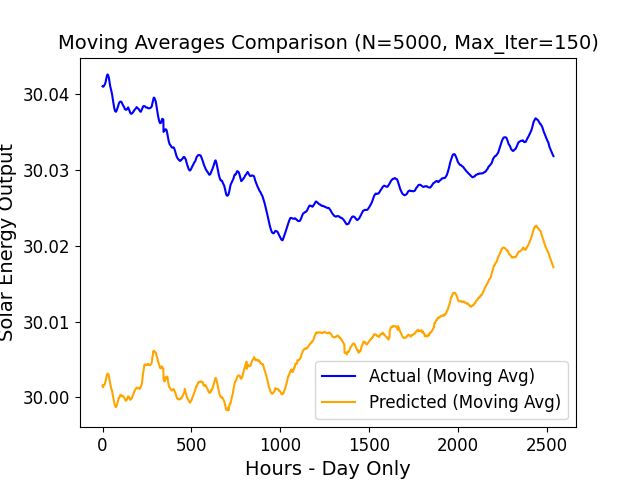 Moving Averages Comparison (N=5000, Max_Iter=150)
Solar Energy Output
30.04
30.03
30.02
30.01
30.00
Actual (Moving Avg)
Predicted (Moving Avg)
0 500 1000 1500 2000 2500
Hours - Day Only